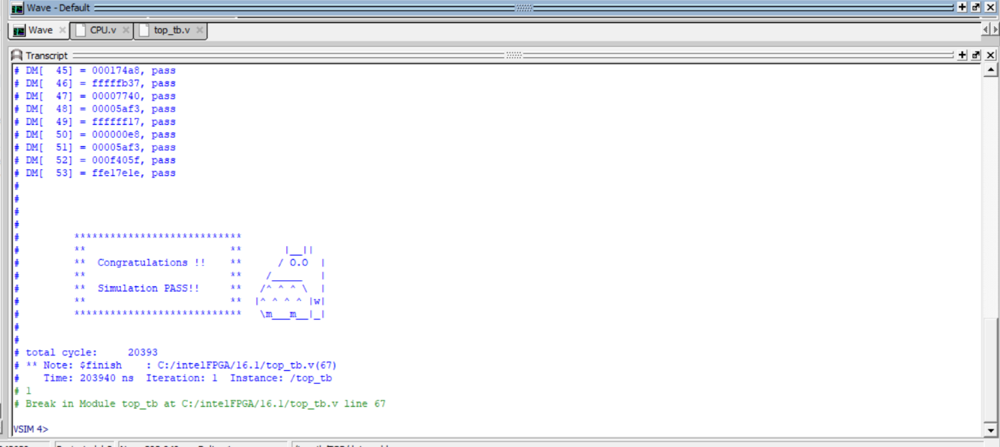 Wave - Default
Wave CPU.v top_tb.v
Transcript
# DM[  45] = 000174a8, pass
# DM[  46] = fffffb37, pass
# DM[  47] = 00007740, pass
# DM[  48] = 00005af3, pass
# DM[  49] = ffffff17, pass
# DM[  50] = 000000e8, pass
# DM[  51] = 00005af3, pass
# DM[  52] = 000f405f, pass
# DM[  53] = ffe17e1e, pass
#
#
#
#
#         ****************************
#         **                        **       |__||
#         **  Congratulations !!    **      / O.O  |
#         **                        **    /_____   |
#         **  Simulation PASS!!     **   /^ ^ ^ \  |
#         **                        **  |^ ^ ^ ^ |w|
#         ****************************   \m___m__|_|
#
#
# total cycle:     20393
# ** Note: $finish    : C:/intelFPGA/16.1/top_tb.v(67)
#    Time: 203940 ns  Iteration: 1  Instance: /top_tb
# 1
# Break in Module top_tb at C:/intelFPGA/16.1/top_tb.v line 67
VSIM 4>